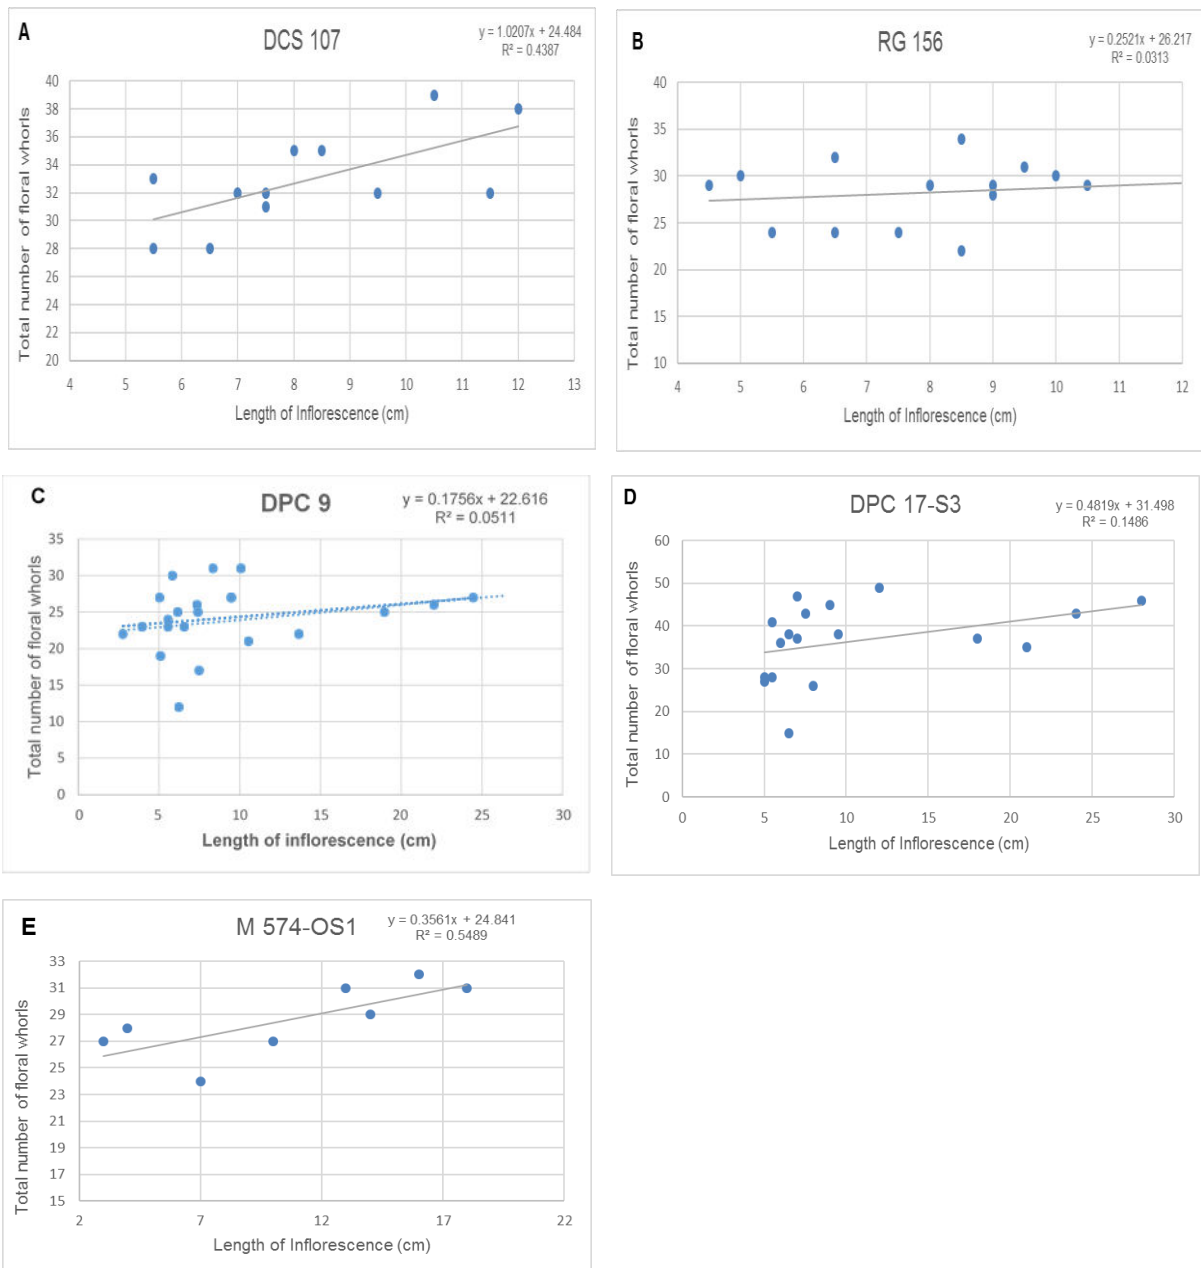 A
DCS 107
y = 1.0207x + 24.484
R² = 0.4387
Total number of floral whorls
40
38
36
34
32
30
28
26
24
22
20
4 5 6 7 8 9 10 11 12 13
Length of Inflorescence (cm)
B
RG 156
y = 0.2521x + 26.217
R² = 0.0313
Total number of floral whorls
40
35
30
25
20
15
10
4 5 6 7 8 9 10 11 12
Length of Inflorescence (cm)
C
DPC 9
y = 0.1756x + 22.616
R² = 0.0511
Total number of floral whorls
35
30
25
20
15
10
5
0
0 5 10 15 20 25 30
Length of inflorescence (cm)
D
DPC 17-S3
y = 0.4819x + 31.498
R² = 0.1486
Total number of floral whorls
60
50
40
30
20
10
0
0 5 10 15 20 25 30
Length of Inflorescence (cm)
E
M 574-OS1
y = 0.3561x + 24.841
R² = 0.5489
Total number of floral whorls
33
31
29
27
25
23
21
19
17
15
2 7 12 17 22
Length of Inflorescence (cm)